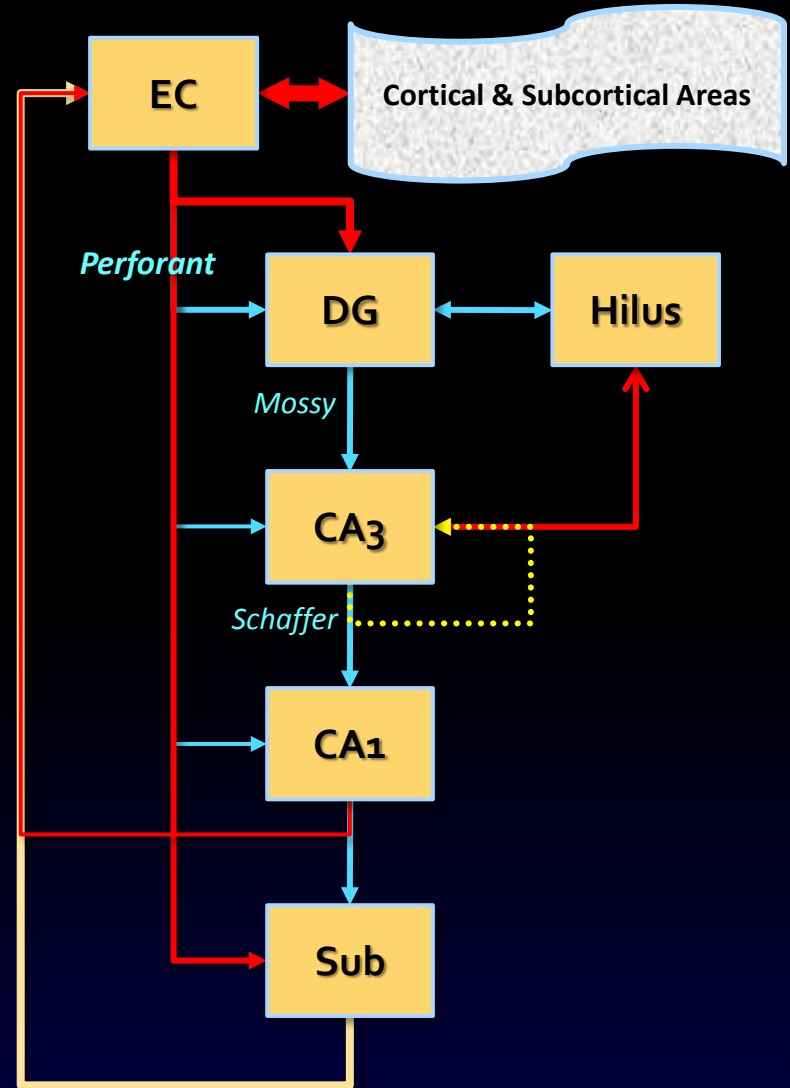 EC
Cortical & Subcortical Areas
Perforant
DG
Hilus
Mossy
CA3
Schaffer
CA1
Sub